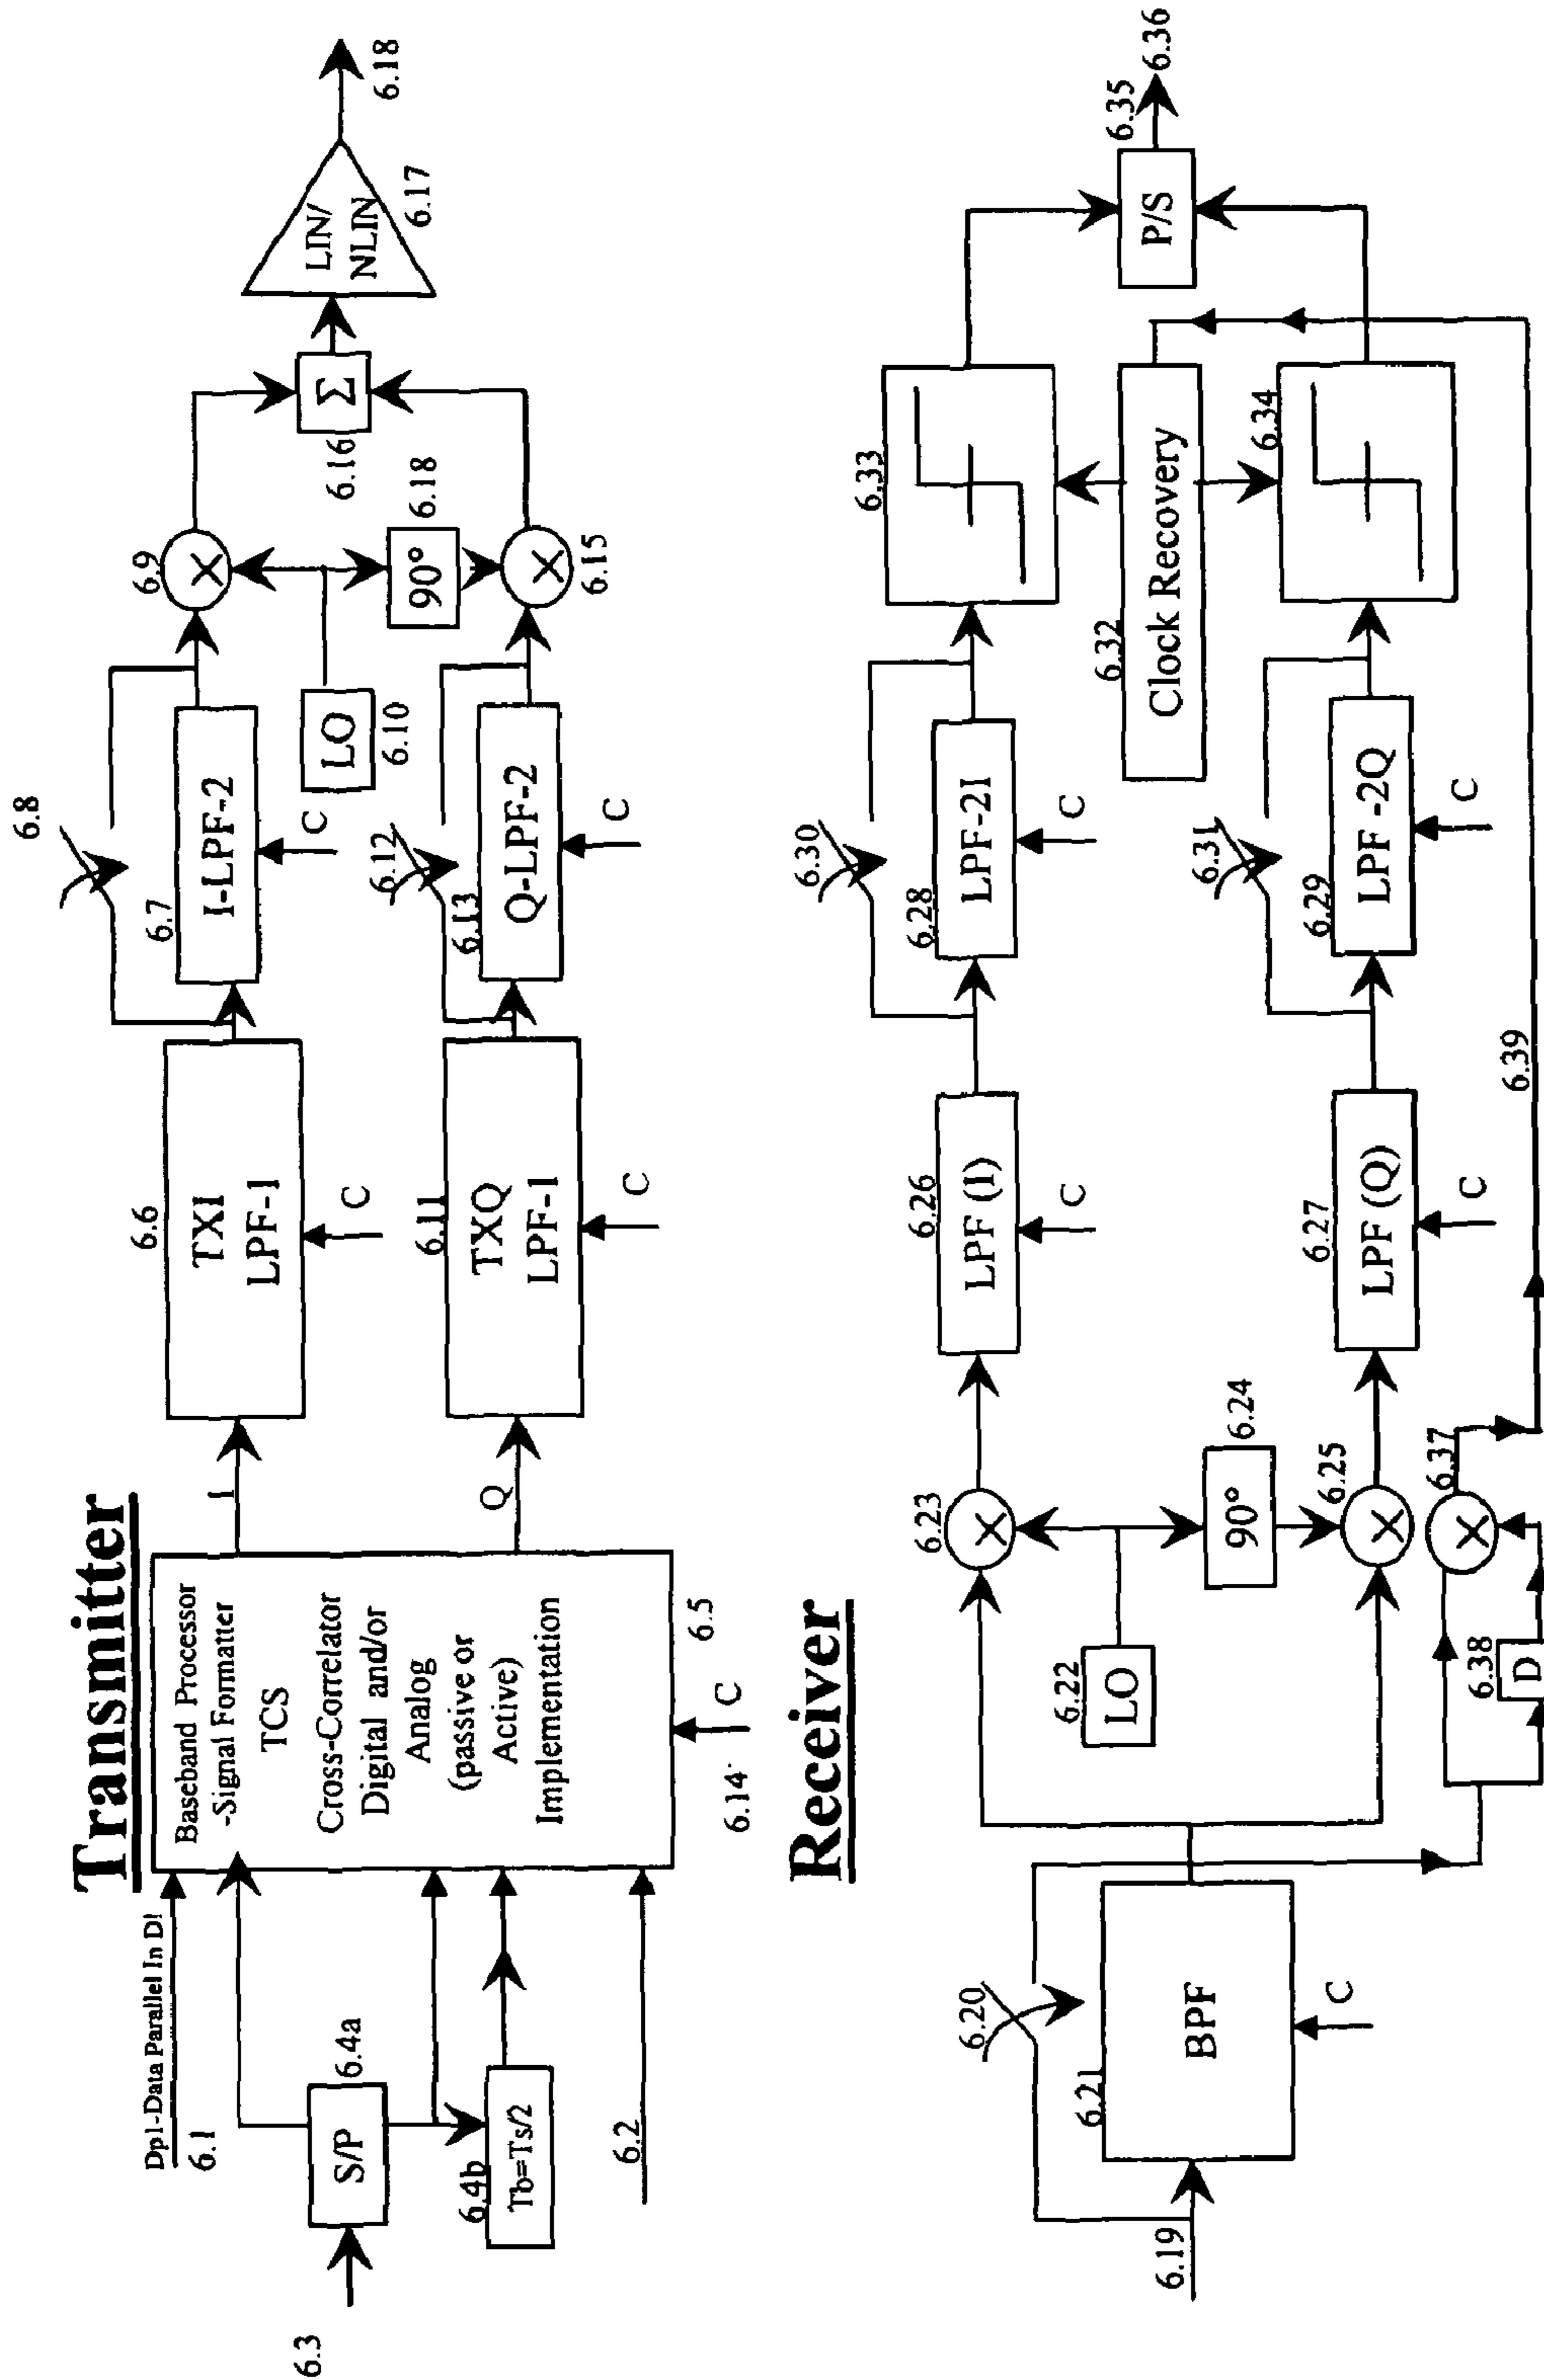 Transmitter
Dp1-Data Parallel In D!
6.1
6.3
S/P
6.4a
6.4b
Tb=Ts/2
6.2
Baseband Processor
-Signal Formatter
TCS
Cross-Correlator
Digital and/or
Analog
(passive or
Active)
Implementation
6.5
6.14
C
I
Q
6.6
TXI
LPF-1
C
6.11
TXQ
LPF-1
C
6.8
6.7
I-LPF-2
C
6.12
6.13
Q-LPF-2
C
LO
6.10
6.9
X
90°
6.18
X
6.15
Σ
6.16
LIN/
NLIN
6.17
6.18
Receiver
6.19
6.20
6.21
BPF
C
6.22
LO
6.23
X
90°
6.24
6.25
X
6.37
X
6.38
D
6.39
6.26
LPF (I)
C
6.27
LPF (Q)
C
6.30
6.28
LPF-2I
C
6.31
6.29
LPF -2Q
C
6.32
Clock Recovery
6.33
6.34
P/S
6.35
6.36